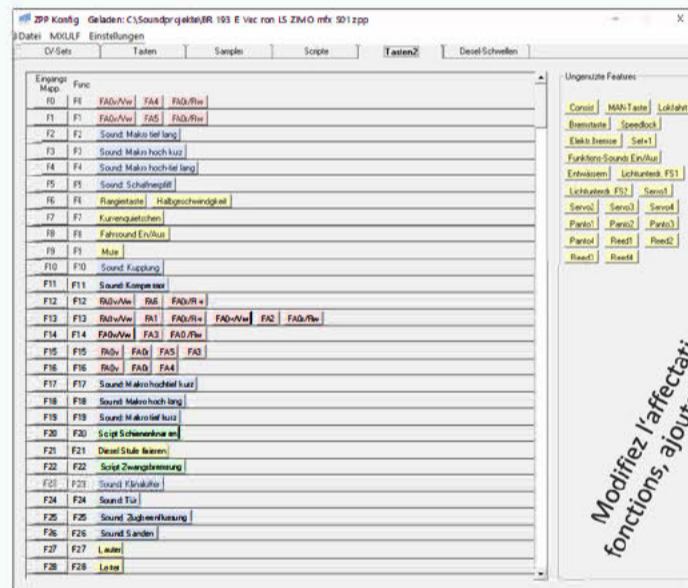 ZPP Konfig Geladen: C:\Soundprojekte\BR 193 E Vec ron LS ZIMO mfx S01 zpp
Datei MXULF Einstellungen
CV-Sets Tasten Samples Scripte Tasten2 Diesel-Schwellen
Eingangs Mapp. Func
F0 F0 FA0v/Vw FA4 FA0r/Rw
F1 F1 FA0v/Vw FA5 FA0r/Rw
F2 F2 Sound: Makro tief lang
F3 F3 Sound: Makro hoch kurz
F4 F4 Sound: Makro hoch-tief lang
F5 F5 Sound: Schaffnerpfiff
F6 F6 Rangiertaste Halbgeschwindigkeit
F7 F7 Kurvenquietschen
F8 F8 Fahrsound Ein/Aus
F9 F9 Mute
F10 F10 Sound: Kupplung
F11 F11 Sound: Kompressor
F12 F12 FA0v/Vw FA6 FA0r/Rw
F13 F13 FA0v/Vw FA1 FA0r/Rw FA0v/Vw FA2 FA0r/Rw
F14 F14 FA0v/Vw FA3 FA0r/Rw
F15 F15 FA0v FA0r FA5 FA3
F16 F16 FA0v FA0r FA4
F17 F17 Sound: Makro hochtief kurz
F18 F18 Sound: Makro hoch lang
F19 F19 Sound: Makro tief kurz
F20 F20 Script Schienenknarren
F21 F21 Diesel Stufe fixieren
F22 F22 Script Zwangsbremsung
F23 F23 Sound: Klimalüfter
F24 F24 Sound: Tür
F25 F25 Sound: Zugbeeinflussung
F26 F26 Sound: Sanden
F27 F27 Lauter
F28 F28 Leiser
Ungenutzte Features
Consist MAN-Taste Lokfahrt
Bremstaste Speedlock
Elektr. Bremse Set+1
Funktions-Sounds Ein/Aus
Entwässern Lichtunterdr. FS1
Lichtunterdr. FS2 Servo1
Servo2 Servo3 Servo4
Panto1 Panto2 Panto3
Panto4 Reed1 Reed2
Reed3 Reed4
Modifiez l'affectati
fonctions, ajout